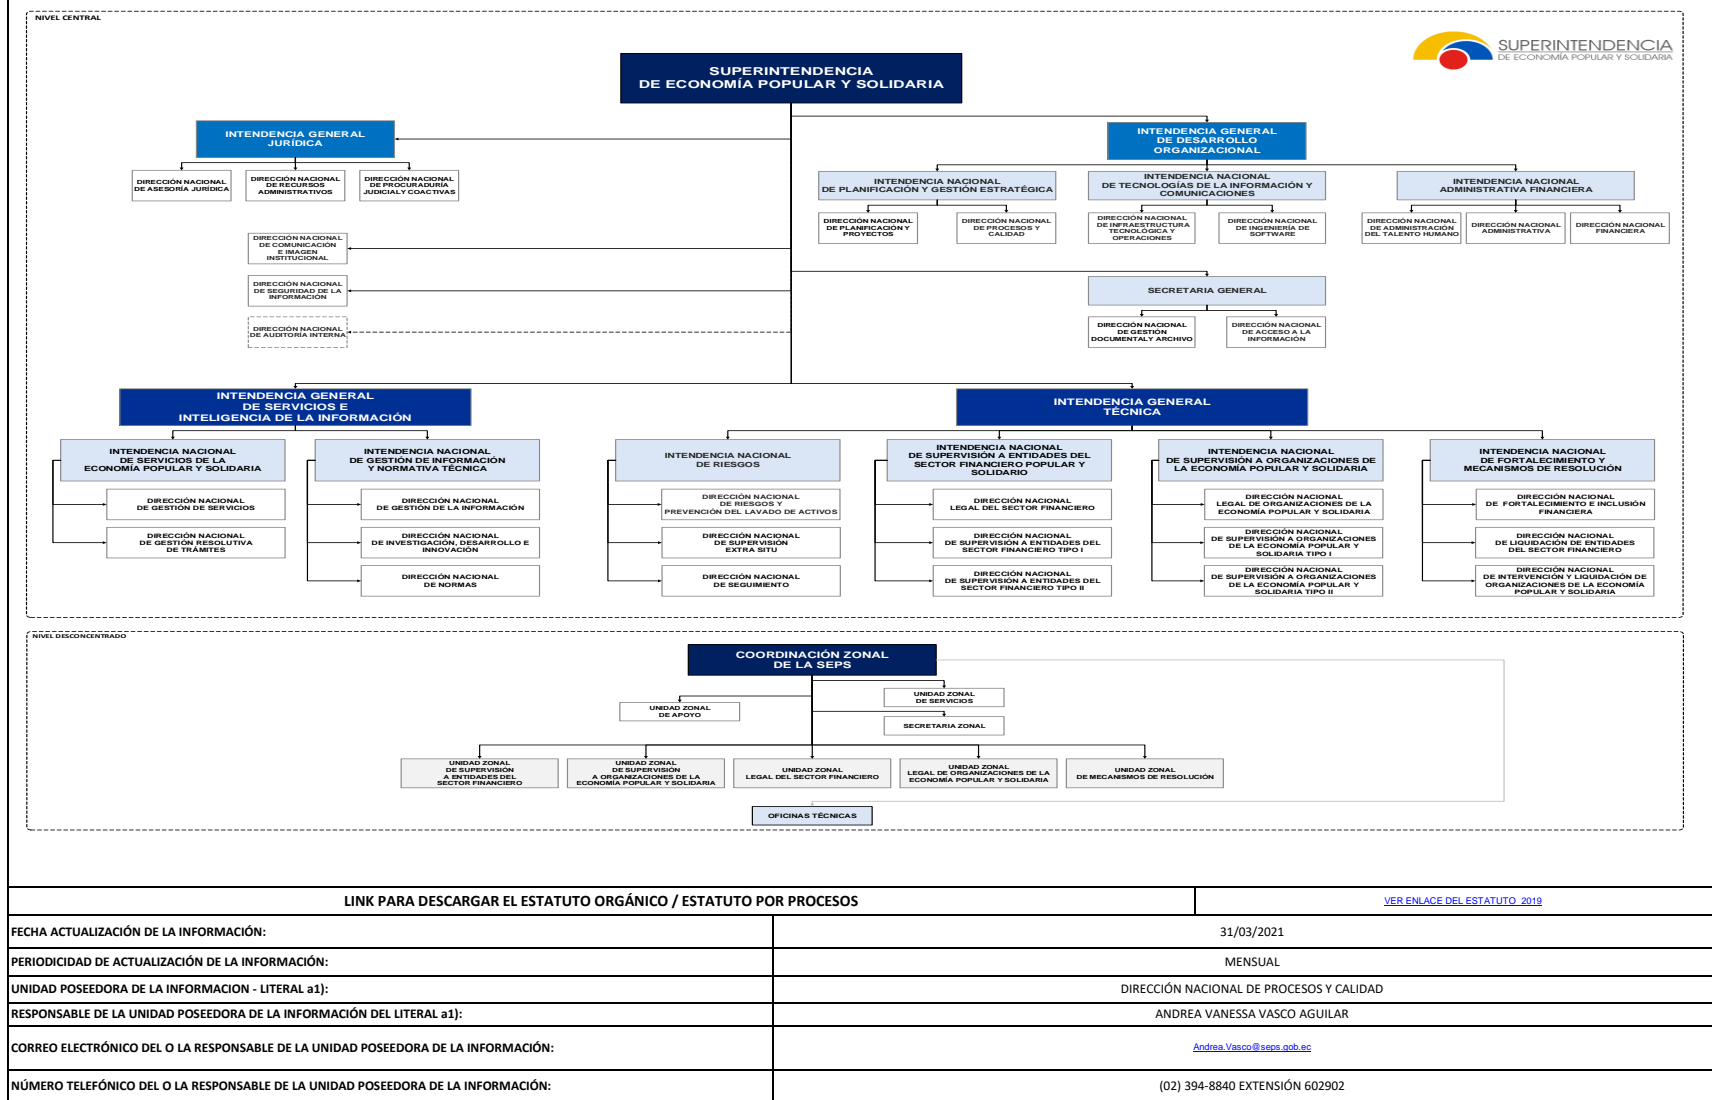 NIVEL CENTRAL
SUPERINTENDENCIA
DE ECONOMÍA POPULAR Y SOLIDARIA
SUPERINTENDENCIA
DE ECONOMÍA POPULAR Y SOLIDARIA
INTENDENCIA GENERAL
JURÍDICA
INTENDENCIA GENERAL
DE DESARROLLO
ORGANIZACIONAL
DIRECCIÓN NACIONAL
DE ASESORÍA JURÍDICA
DIRECCIÓN NACIONAL
DE RECURSOS
ADMINISTRATIVOS
DIRECCIÓN NACIONAL
DE PROCURADURÍA
JUDICIALY COACTIVAS
INTENDENCIA NACIONAL
DE PLANIFICACIÓN Y GESTIÓN ESTRATÉGICA
INTENDENCIA NACIONAL
DE TECNOLOGÍAS DE LA INFORMACIÓN Y
COMUNICACIONES
INTENDENCIA NACIONAL
ADMINISTRATIVA FINANCIERA
DIRECCIÓN NACIONAL
DE PLANIFICACIÓN Y
PROYECTOS
DIRECCIÓN NACIONAL
DE PROCESOS Y
CALIDAD
DIRECCIÓN NACIONAL
DE INFRAESTRUCTURA
TECNOLÓGICA Y
OPERACIONES
DIRECCIÓN NACIONAL
DE INGENIERÍA DE
SOFTWARE
DIRECCIÓN NACIONAL
DE ADMINISTRACIÓN
DEL TALENTO HUMANO
DIRECCIÓN NACIONAL
ADMINISTRATIVA
DIRECCIÓN NACIONAL
FINANCIERA
DIRECCIÓN NACIONAL
DE COMUNICACIÓN
E IMAGEN
INSTITUCIONAL
DIRECCIÓN NACIONAL
DE SEGURIDAD DE LA
INFORMACIÓN
SECRETARIA GENERAL
DIRECCIÓN NACIONAL
DE AUDITORÍA INTERNA
DIRECCIÓN NACIONAL
DE GESTIÓN
DOCUMENTALY ARCHIVO
DIRECCIÓN NACIONAL
DE ACCESO A LA
INFORMACIÓN
INTENDENCIA GENERAL
DE SERVICIOS E
INTELIGENCIA DE LA INFORMACIÓN
INTENDENCIA GENERAL
TÉCNICA
INTENDENCIA NACIONAL
DE SERVICIOS DE LA
ECONOMÍA POPULAR Y SOLIDARIA
INTENDENCIA NACIONAL
DE GESTIÓN DE INFORMACIÓN
Y NORMATIVA TÉCNICA
INTENDENCIA NACIONAL
DE RIESGOS
INTENDENCIA NACIONAL
DE SUPERVISIÓN A ENTIDADES DEL
SECTOR FINANCIERO POPULAR Y
SOLIDARIO
INTENDENCIA NACIONAL
DE SUPERVISIÓN A ORGANIZACIONES DE
LA ECONOMÍA POPULAR Y SOLIDARIA
INTENDENCIA NACIONAL
DE FORTALECIMIENTO Y
MECANISMOS DE RESOLUCIÓN
DIRECCIÓN NACIONAL
DE GESTIÓN DE SERVICIOS
DIRECCIÓN NACIONAL
DE GESTIÓN DE LA INFORMACIÓN
DIRECCIÓN NACIONAL
DE RIESGOS Y
PREVENCIÓN DEL LAVADO DE ACTIVOS
DIRECCIÓN NACIONAL
LEGAL DEL SECTOR FINANCIERO
DIRECCIÓN NACIONAL
LEGAL DE ORGANIZACIONES DE LA
ECONOMÍA POPULAR Y SOLIDARIA
DIRECCIÓN NACIONAL
DE FORTALECIMIENTO E INCLUSIÓN
FINANCIERA
DIRECCIÓN NACIONAL
DE GESTIÓN RESOLUTIVA
DE TRÁMITES
DIRECCIÓN NACIONAL
DE INVESTIGACIÓN, DESARROLLO E
INNOVACIÓN
DIRECCIÓN NACIONAL
DE SUPERVISIÓN
EXTRA SITU
DIRECCIÓN NACIONAL
DE SUPERVISIÓN A ENTIDADES DEL
SECTOR FINANCIERO TIPO I
DIRECCIÓN NACIONAL
DE SUPERVISIÓN A ORGANIZACIONES
DE LA ECONOMÍA POPULAR Y
SOLIDARIA TIPO I
DIRECCIÓN NACIONAL
DE LIQUIDACIÓN DE ENTIDADES
DEL SECTOR FINANCIERO
DIRECCIÓN NACIONAL
DE NORMAS
DIRECCIÓN NACIONAL
DE SEGUIMIENTO
DIRECCIÓN NACIONAL
DE SUPERVISIÓN A ENTIDADES DEL
SECTOR FINANCIERO TIPO II
DIRECCIÓN NACIONAL
DE SUPERVISIÓN A ORGANIZACIONES
DE LA ECONOMÍA POPULAR Y
SOLIDARIA TIPO II
DIRECCIÓN NACIONAL
DE INTERVENCIÓN Y LIQUIDACIÓN DE
ORGANIZACIONES DE LA ECONOMÍA
POPULAR Y SOLIDARIA
NIVEL DESCONCENTRADO
COORDINACIÓN ZONAL
DE LA SEPS
UNIDAD ZONAL
DE SERVICIOS
UNIDAD ZONAL
DE APOYO
SECRETARIA ZONAL
UNIDAD ZONAL
DE SUPERVISIÓN
A ENTIDADES DEL
SECTOR FINANCIERO
UNIDAD ZONAL
DE SUPERVISIÓN
A ORGANIZACIONES DE LA
ECONOMÍA POPULAR Y SOLIDARIA
UNIDAD ZONAL
LEGAL DEL SECTOR FINANCIERO
UNIDAD ZONAL
LEGAL DE ORGANIZACIONES DE LA
ECONOMÍA POPULAR Y SOLIDARIA
UNIDAD ZONAL
DE MECANISMOS DE RESOLUCIÓN
OFICINAS TÉCNICAS
LINK PARA DESCARGAR EL ESTATUTO ORGÁNICO / ESTATUTO POR PROCESOS
VER ENLACE DEL ESTATUTO 2019
FECHA ACTUALIZACIÓN DE LA INFORMACIÓN:
31/03/2021
PERIODICIDAD DE ACTUALIZACIÓN DE LA INFORMACIÓN:
MENSUAL
UNIDAD POSEEDORA DE LA INFORMACION - LITERAL a1):
DIRECCIÓN NACIONAL DE PROCESOS Y CALIDAD
RESPONSABLE DE LA UNIDAD POSEEDORA DE LA INFORMACIÓN DEL LITERAL a1):
ANDREA VANESSA VASCO AGUILAR
CORREO ELECTRÓNICO DEL O LA RESPONSABLE DE LA UNIDAD POSEEDORA DE LA INFORMACIÓN:
Andrea.Vasco@seps.gob.ec
NÚMERO TELEFÓNICO DEL O LA RESPONSABLE DE LA UNIDAD POSEEDORA DE LA INFORMACIÓN:
(02) 394-8840 EXTENSIÓN 602902